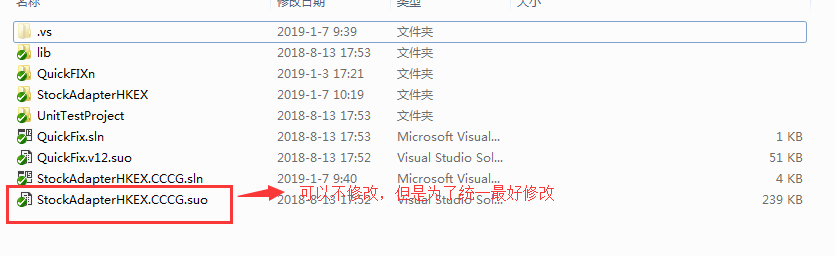 名称 修改日期 类型 大小
.vs 2019-1-7 9:39 文件夹
lib 2018-8-13 17:53 文件夹
QuickFIXn 2019-1-3 17:21 文件夹
StockAdapterHKEX 2019-1-7 10:19 文件夹
UnitTestProject 2018-8-13 17:53 文件夹
QuickFix.sln 2018-8-13 17:53 Microsoft Visual... 1 KB
QuickFix.v12.suo 2018-8-13 17:52 Visual Studio Sol... 51 KB
StockAdapterHKEX.CCCG.sln 2019-1-7 9:40 Microsoft Visual... 4 KB
可以不修改，但是为了统一最好修改
StockAdapterHKEX.CCCG.suo 2018-8-13 17:52 Visual Studio Sol... 239 KB